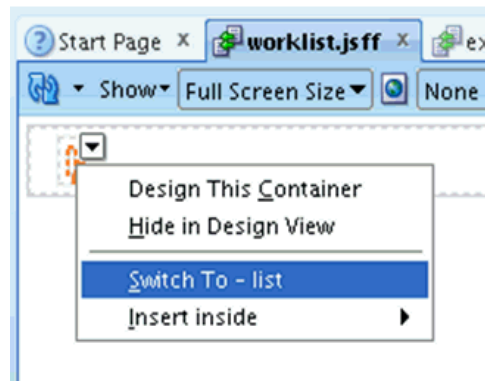 Start Page x worklist.jsff x ex
Show Full Screen Size None
Design This Container
Hide in Design View
Switch To - list
Insert inside